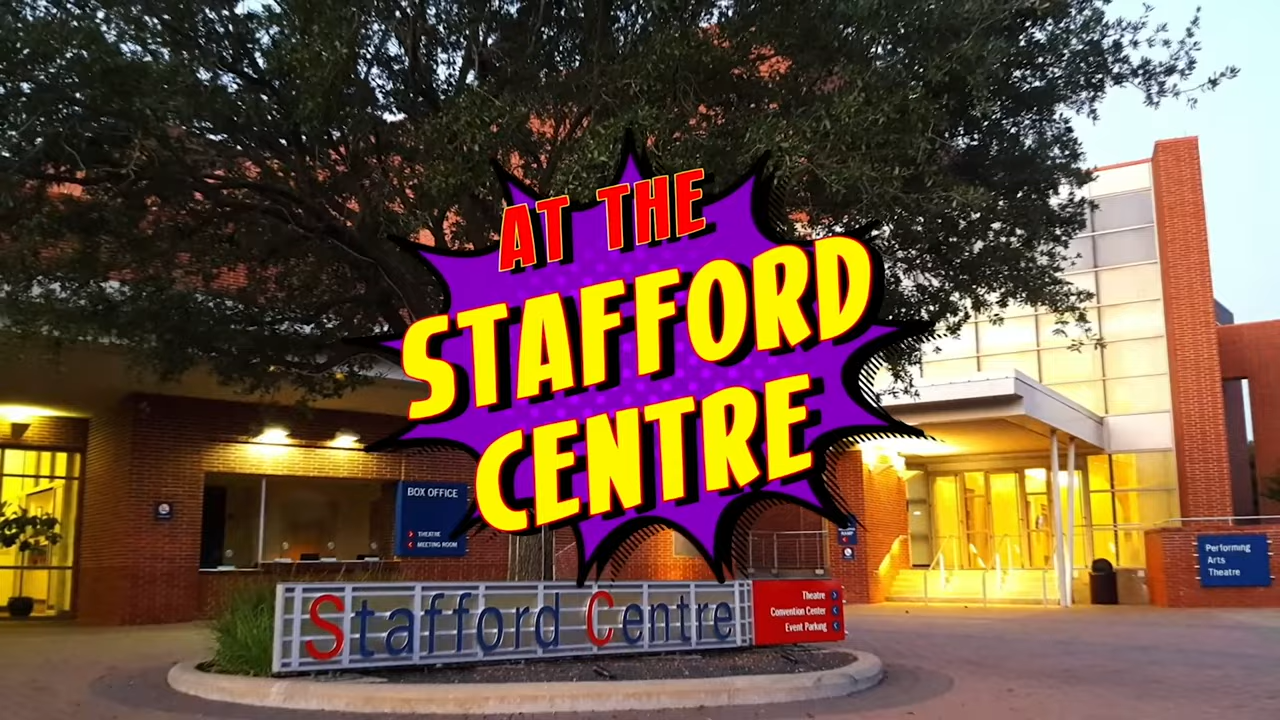 AT THE
STAFFORD
CENTRE
BOX OFFICE
THEATRE
MEETING ROOM
Stafford Centre
Theatre
Convention Center
Event Parking
Performing
Arts
Theatre